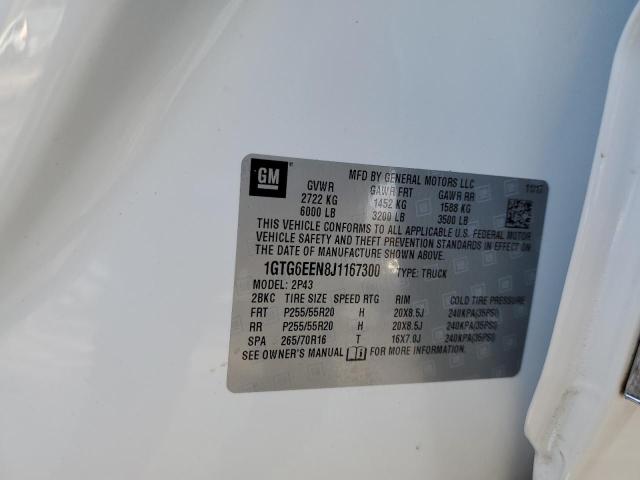 GM
MFD BY GENERAL MOTORS LLC 11/17
GVWR GAWR FRT GAWR RR
2722 KG 1452 KG 1588 KG
6000 LB 3200 LB 3500 LB
THIS VEHICLE CONFORMS TO ALL APPLICABLE U.S. FEDERAL MOTOR
VEHICLE SAFETY AND THEFT PREVENTION STANDARDS IN EFFECT ON
THE DATE OF MANUFACTURE SHOWN ABOVE.
1GTG6EEN8J1167300 TYPE: TRUCK
MODEL: 2P43
2BKC TIRE SIZE SPEED RTG RIM COLD TIRE PRESSURE
FRT P255/55R20 H 20X8.5J 240KPA(35PSI)
RR P255/55R20 H 20X8.5J 240KPA(35PSI)
SPA 265/70R16 T 16X7.0J 240KPA(35PSI)
SEE OWNER'S MANUAL FOR MORE INFORMATION.